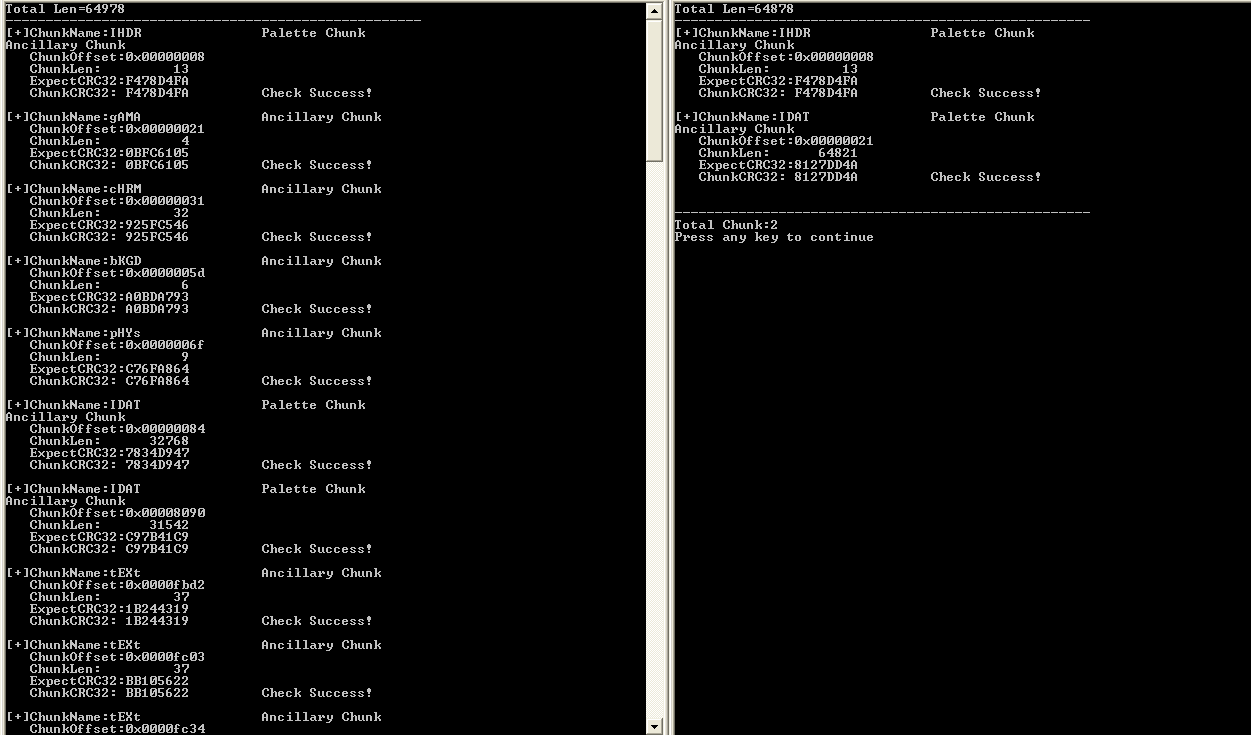 Total Len=64978
----------------------------------------------------
[+]ChunkName:IHDR               Palette Chunk
Ancillary Chunk
   ChunkOffset:0x00000008
   ChunkLen:         13
   ExpectCRC32:F478D4FA
   ChunkCRC32: F478D4FA         Check Success!
[+]ChunkName:gAMA               Ancillary Chunk
   ChunkOffset:0x00000021
   ChunkLen:          4
   ExpectCRC32:0BFC6105
   ChunkCRC32: 0BFC6105         Check Success!
[+]ChunkName:cHRM               Ancillary Chunk
   ChunkOffset:0x00000031
   ChunkLen:         32
   ExpectCRC32:925FC546
   ChunkCRC32: 925FC546         Check Success!
[+]ChunkName:bKGD               Ancillary Chunk
   ChunkOffset:0x0000005d
   ChunkLen:          6
   ExpectCRC32:A0BDA793
   ChunkCRC32: A0BDA793         Check Success!
[+]ChunkName:pHYs               Ancillary Chunk
   ChunkOffset:0x0000006f
   ChunkLen:          9
   ExpectCRC32:C76FA864
   ChunkCRC32: C76FA864         Check Success!
[+]ChunkName:IDAT               Palette Chunk
Ancillary Chunk
   ChunkOffset:0x00000084
   ChunkLen:      32768
   ExpectCRC32:7834D947
   ChunkCRC32: 7834D947         Check Success!
[+]ChunkName:IDAT               Palette Chunk
Ancillary Chunk
   ChunkOffset:0x00008090
   ChunkLen:      31542
   ExpectCRC32:C97B41C9
   ChunkCRC32: C97B41C9         Check Success!
[+]ChunkName:tEXt               Ancillary Chunk
   ChunkOffset:0x0000fbd2
   ChunkLen:         37
   ExpectCRC32:1B244319
   ChunkCRC32: 1B244319         Check Success!
[+]ChunkName:tEXt               Ancillary Chunk
   ChunkOffset:0x0000fc03
   ChunkLen:         37
   ExpectCRC32:BB105622
   ChunkCRC32: BB105622         Check Success!
[+]ChunkName:tEXt               Ancillary Chunk
   ChunkOffset:0x0000fc34
Total Len=64878
----------------------------------------------------
[+]ChunkName:IHDR               Palette Chunk
Ancillary Chunk
   ChunkOffset:0x00000008
   ChunkLen:         13
   ExpectCRC32:F478D4FA
   ChunkCRC32: F478D4FA         Check Success!
[+]ChunkName:IDAT               Palette Chunk
Ancillary Chunk
   ChunkOffset:0x00000021
   ChunkLen:      64821
   ExpectCRC32:8127DD4A
   ChunkCRC32: 8127DD4A         Check Success!
----------------------------------------------------
Total Chunk:2
Press any key to continue